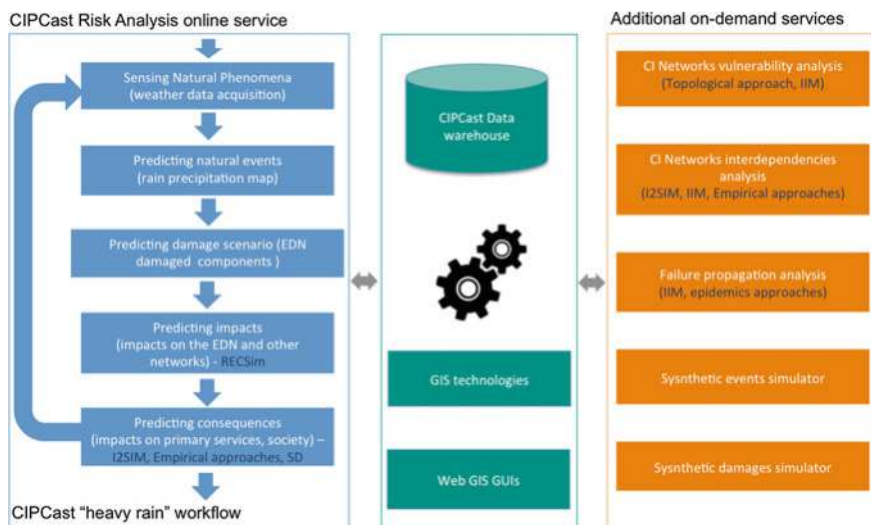 CIPCast Risk Analysis online service
Sensing Natural Phenomena
(weather data acquisition)
Predicting natural events
(rain precipitation map)
Predicting damage scenario (EDN
damaged components )
Predicting impacts
(impacts on the EDN and other
networks) - RECSim
Predicting consequences
(impacts on primary services, society) –
I2SIM, Empirical approaches, SD
CIPCast “heavy rain” workflow
CIPCast Data
warehouse
GIS technologies
Web GIS GUIs
Additional on-demand services
CI Networks vulnerability analysis
(Topological approach, IIM)
CI Networks interdependencies
analysis
(I2SIM, IIM, Empirical approaches)
Failure propagation analysis
(IIM, epidemics approaches)
Sysnthetic events simulator
Sysnthetic damages simulator